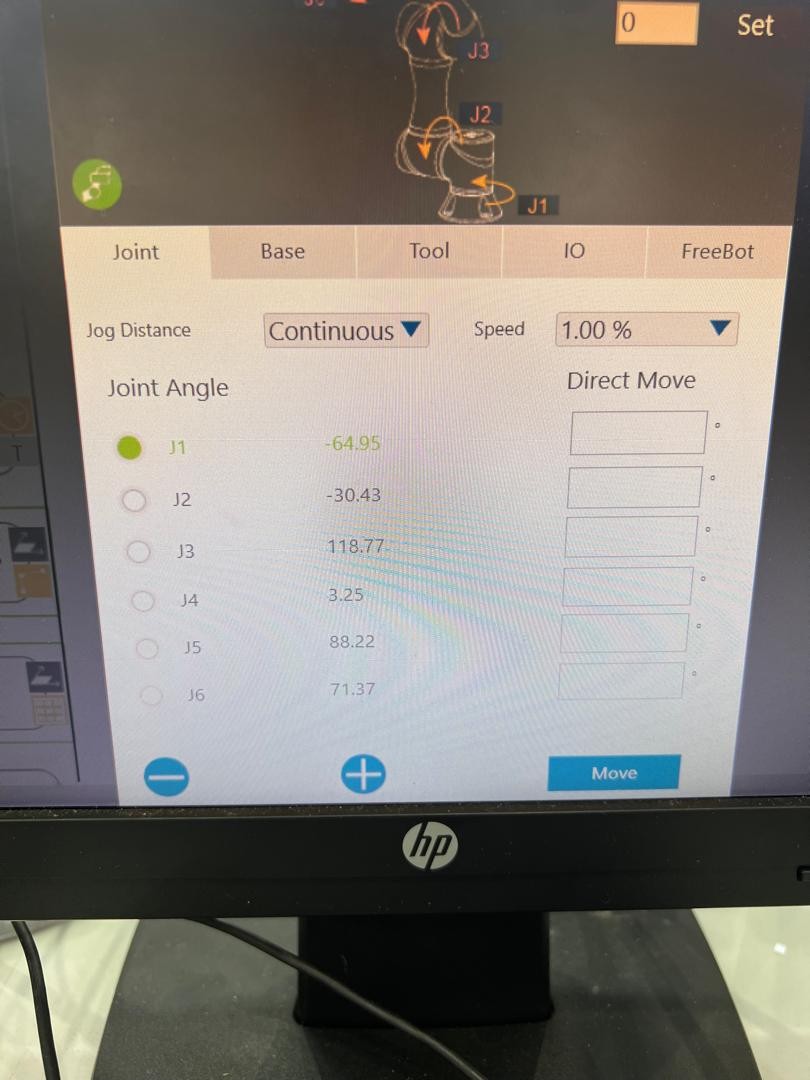 0 Set
J3
J2
J1
Joint Base Tool IO FreeBot
Jog Distance Continuous Speed 1.00 %
Joint Angle Direct Move
J1 -64.95 °
J2 -30.43 °
J3 118.77 °
J4 3.25 °
J5 88.22 °
J6 71.37 °
Move
T
hp